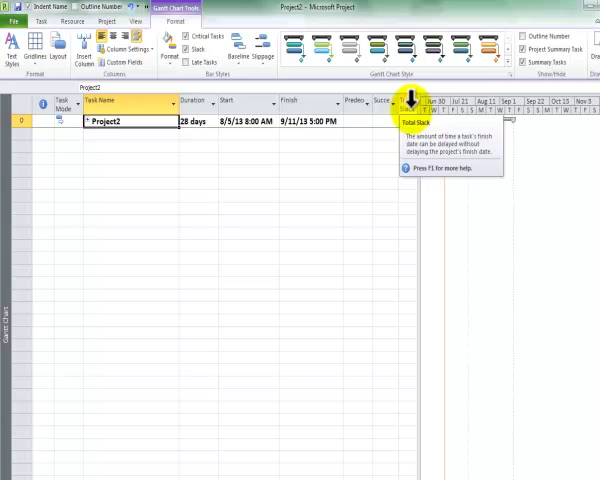 Indent Name Outline Number Gantt Chart Tools Project2 - Microsoft Project
File Task Resource Project View Format
Text Styles Gridlines Layout Insert Column Column Settings Custom Fields Format Critical Tasks Slack Late Tasks Baseline Slippage Outline Number Project Summary Task Summary Tasks
Format Columns Bar Styles Gantt Chart Style Show/Hide
Project2
Task Mode Task Name Duration Start Finish Predec Succe Jun 30 Jul 21 Aug 11 Sep 1 Sep 22 Oct 13 Nov 3
T W T F S S M T W T F S S M T W
0 Project2 28 days 8/5/13 8:00 AM 9/11/13 5:00 PM
Total Slack
The amount of time a task's finish
date can be delayed without
delaying the project's finish date.
Press F1 for more help.
Gantt Chart